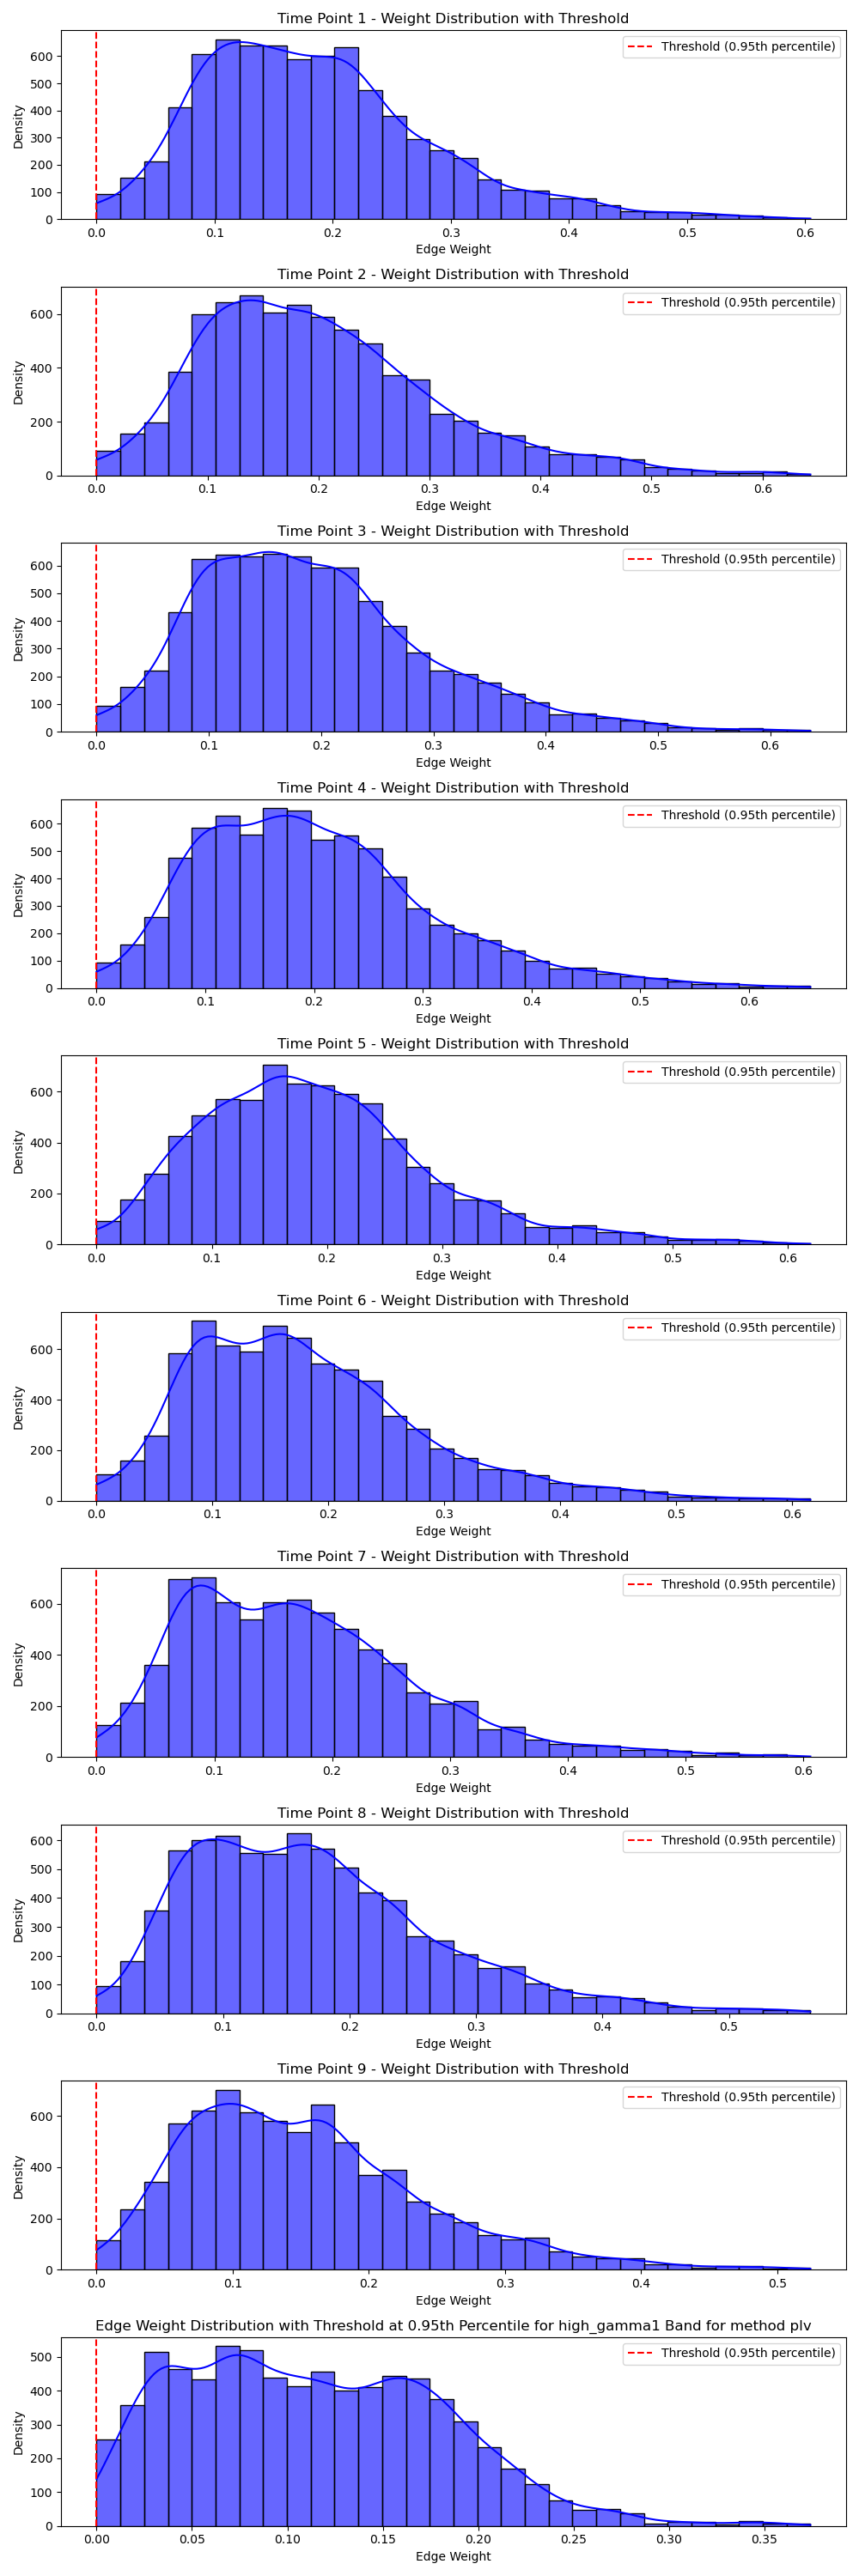 Time Point 1 - Weight Distribution with Threshold
Threshold (0.95th percentile)
600
500
400
300
200
100
0
Density
0.0 0.1 0.2 0.3 0.4 0.5 0.6
Edge Weight
Time Point 2 - Weight Distribution with Threshold
Threshold (0.95th percentile)
600
400
200
0
Density
0.0 0.1 0.2 0.3 0.4 0.5 0.6
Edge Weight
Time Point 3 - Weight Distribution with Threshold
Threshold (0.95th percentile)
600
500
400
300
200
100
0
Density
0.0 0.1 0.2 0.3 0.4 0.5 0.6
Edge Weight
Time Point 4 - Weight Distribution with Threshold
Threshold (0.95th percentile)
600
500
400
300
200
100
0
Density
0.0 0.1 0.2 0.3 0.4 0.5 0.6
Edge Weight
Time Point 5 - Weight Distribution with Threshold
Threshold (0.95th percentile)
600
400
200
0
Density
0.0 0.1 0.2 0.3 0.4 0.5 0.6
Edge Weight
Time Point 6 - Weight Distribution with Threshold
Threshold (0.95th percentile)
600
400
200
0
Density
0.0 0.1 0.2 0.3 0.4 0.5 0.6
Edge Weight
Time Point 7 - Weight Distribution with Threshold
Threshold (0.95th percentile)
600
400
200
0
Density
0.0 0.1 0.2 0.3 0.4 0.5 0.6
Edge Weight
Time Point 8 - Weight Distribution with Threshold
Threshold (0.95th percentile)
600
500
400
300
200
100
0
Density
0.0 0.1 0.2 0.3 0.4 0.5
Edge Weight
Time Point 9 - Weight Distribution with Threshold
Threshold (0.95th percentile)
600
400
200
0
Density
0.0 0.1 0.2 0.3 0.4 0.5
Edge Weight
Edge Weight Distribution with Threshold at 0.95th Percentile for high_gamma1 Band for method plv
Threshold (0.95th percentile)
500
400
300
200
100
0
Density
0.00 0.05 0.10 0.15 0.20 0.25 0.30 0.35
Edge Weight